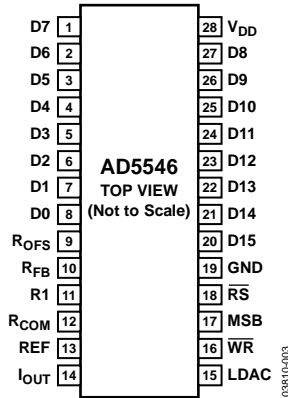 D7 1 28 VDD
D6 2 27 D8
D5 3 26 D9
D4 4 25 D10
D3 5 24 D11
D2 6 23 D12
D1 7 22 D13
D0 8 21 D14
ROFS 9 20 D15
RFB 10 19 GND
R1 11 18 RS
RCOM 12 17 MSB
REF 13 16 WR
IOUT 14 15 LDAC
AD5546
TOP VIEW
(Not to Scale)
03810-003